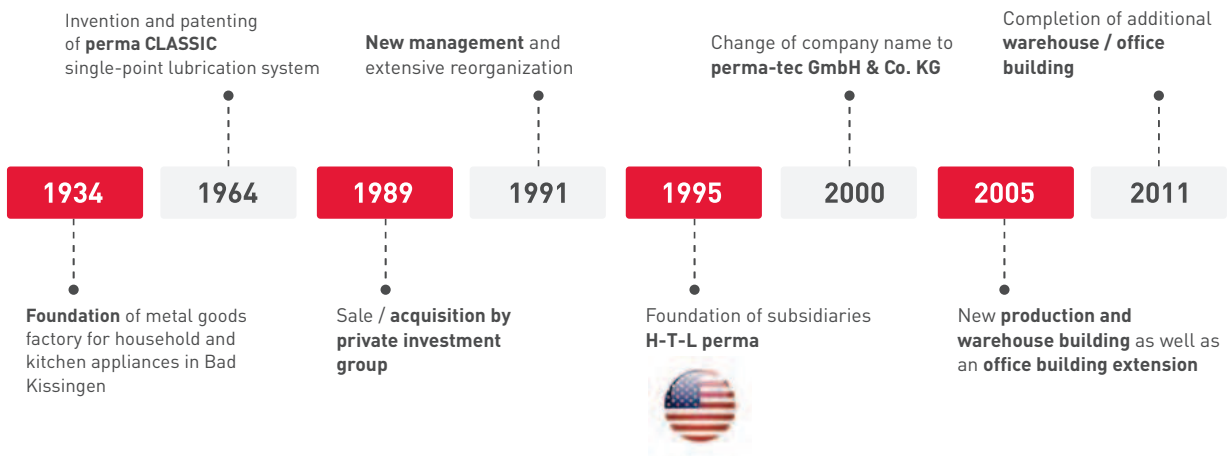 Invention and patenting
of perma CLASSIC
single-point lubrication system
New management and
extensive reorganization
Change of company name to
perma-tec GmbH & Co. KG
Completion of additional
warehouse / office
building
1934
1964
1989
1991
1995
2000
2005
2011
Foundation of metal goods
factory for household and
kitchen appliances in Bad
Kissingen
Sale / acquisition by
private investment
group
Foundation of subsidiaries
H-T-L perma
New production and
warehouse building as well as
an office building extension